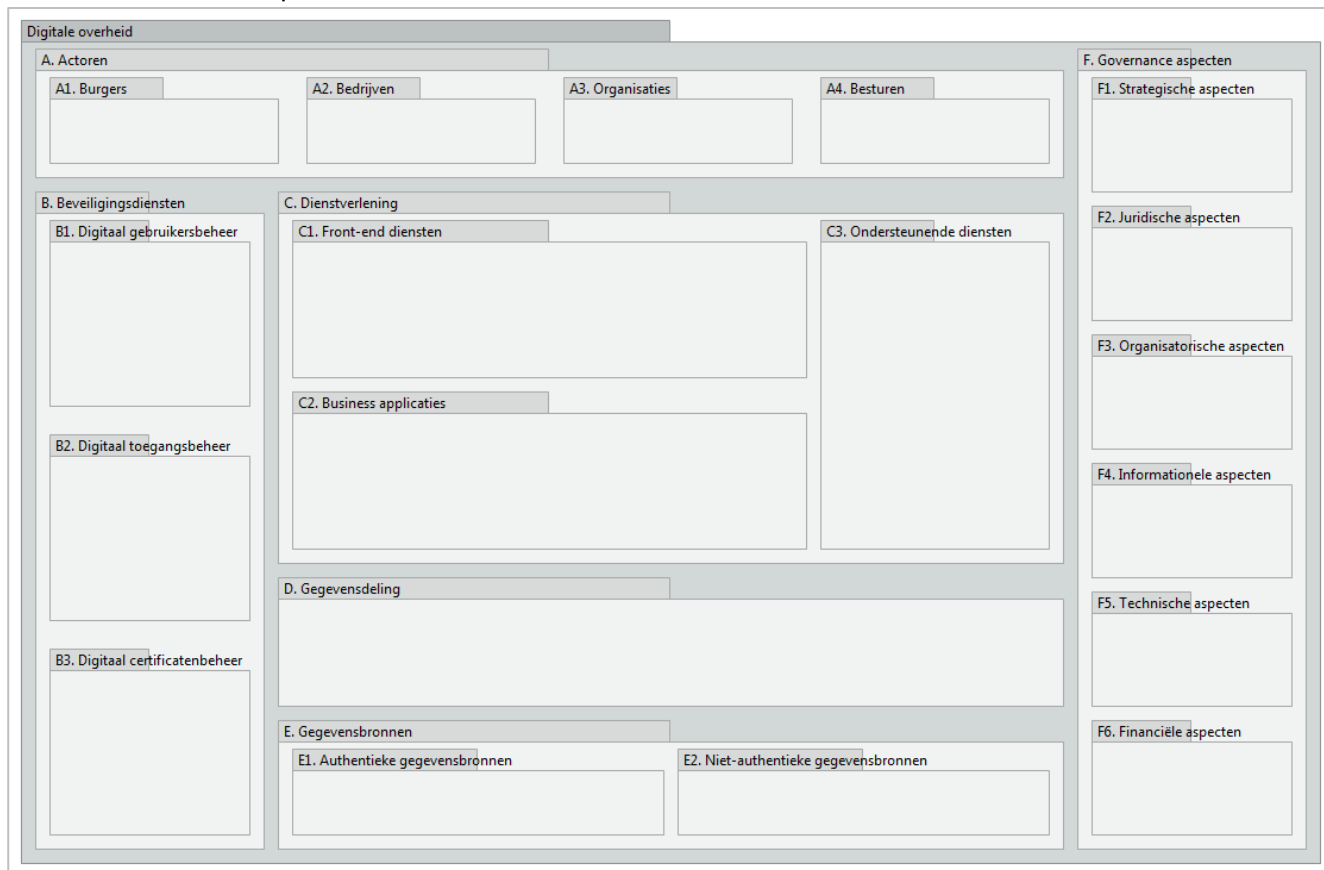 Digitale overheid
A. Actoren
A1. Burgers
A2. Bedrijven
A3. Organisaties
A4. Besturen
B. Beveiligingsdiensten
B1. Digitaal gebruikersbeheer
B2. Digitaal toegangsbeheer
B3. Digitaal certificatenbeheer
C. Dienstverlening
C1. Front-end diensten
C2. Business applicaties
C3. Ondersteunende diensten
D. Gegevensdeling
E. Gegevensbronnen
E1. Authentieke gegevensbronnen
E2. Niet-authentieke gegevensbronnen
F. Governance aspecten
F1. Strategische aspecten
F2. Juridische aspecten
F3. Organisatorische aspecten
F4. Informationele aspecten
F5. Technische aspecten
F6. Financiële aspecten